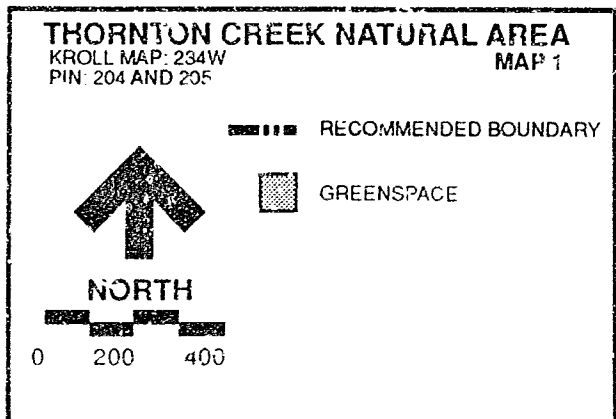 THORNTON CREEK NATURAL AREA
KROLL MAP: 234W
MAP 1
PIN: 204 AND 205
RECOMMENDED BOUNDARY
GREENSPACE
NORTH
0 200 400